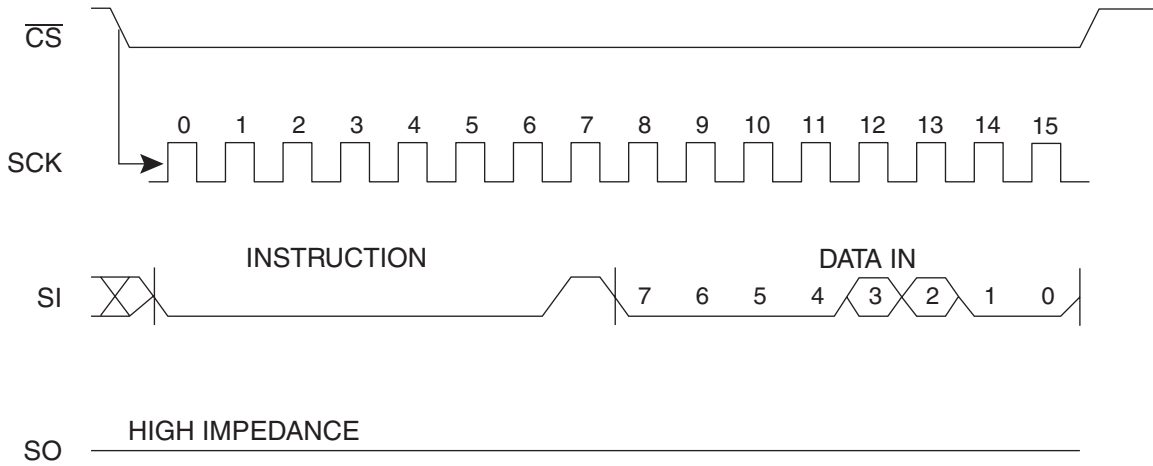 CS
0 1 2 3 4 5 6 7 8 9 10 11 12 13 14 15
SCK
INSTRUCTION DATA IN
SI 7 6 5 4 3 2 1 0
HIGH IMPEDANCE
SO